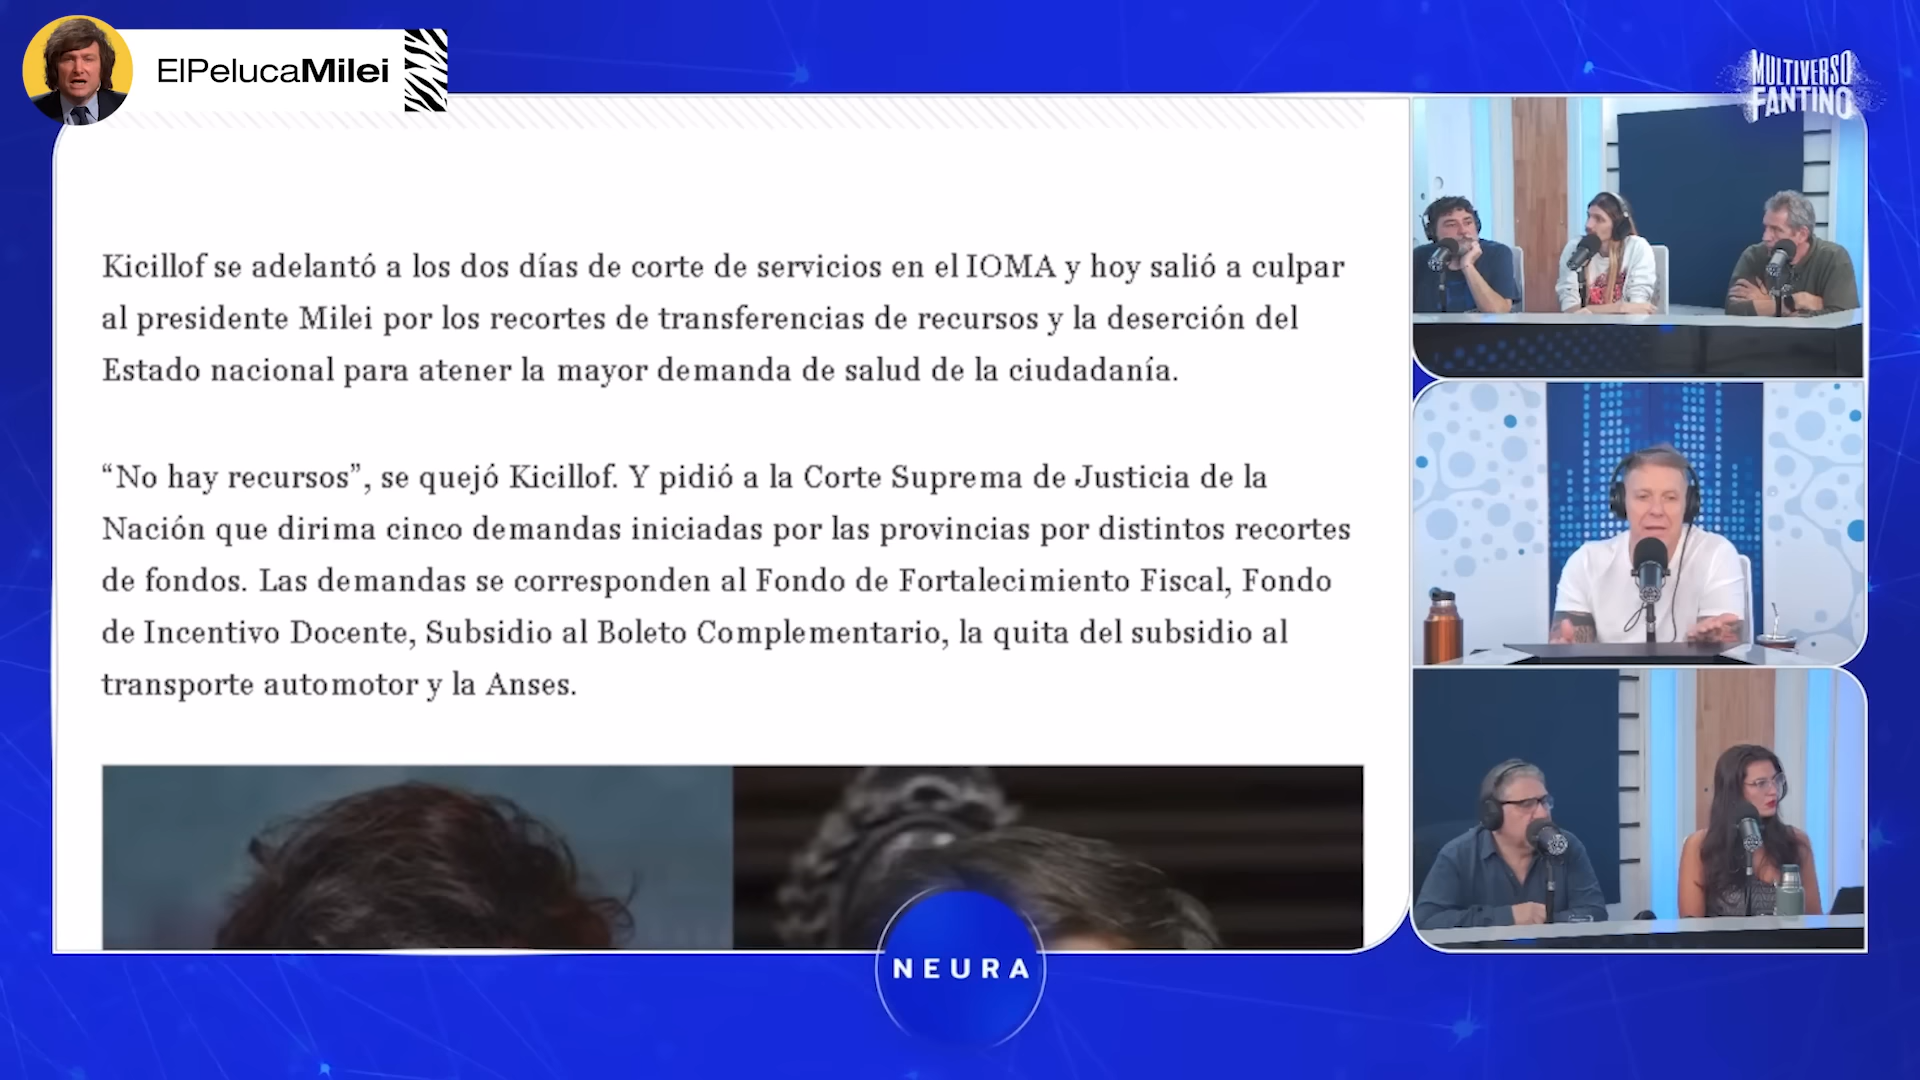 ElPelucaMilei
MULTIVERSO
FANTINO
Kicillof se adelantó a los dos días de corte de servicios en el IOMA y hoy salió a culpar
al presidente Milei por los recortes de transferencias de recursos y la deserción del
Estado nacional para atener la mayor demanda de salud de la ciudadanía.
“No hay recursos”, se quejó Kicillof. Y pidió a la Corte Suprema de Justicia de la
Nación que dirima cinco demandas iniciadas por las provincias por distintos recortes
de fondos. Las demandas se corresponden al Fondo de Fortalecimiento Fiscal, Fondo
de Incentivo Docente, Subsidio al Boleto Complementario, la quita del subsidio al
transporte automotor y la Anses.
NEURA